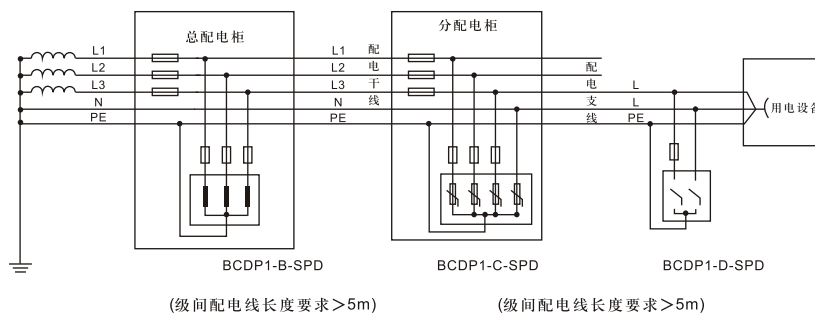 总配电柜
分配电柜
L1
L2
L3
N
PE
L1
L2
L3
N
PE
配电干线
配电支线
L
L
PE
用电设备
BCDP1-B-SPD
BCDP1-C-SPD
BCDP1-D-SPD
(级间配电线长度要求＞5m)
(级间配电线长度要求＞5m)